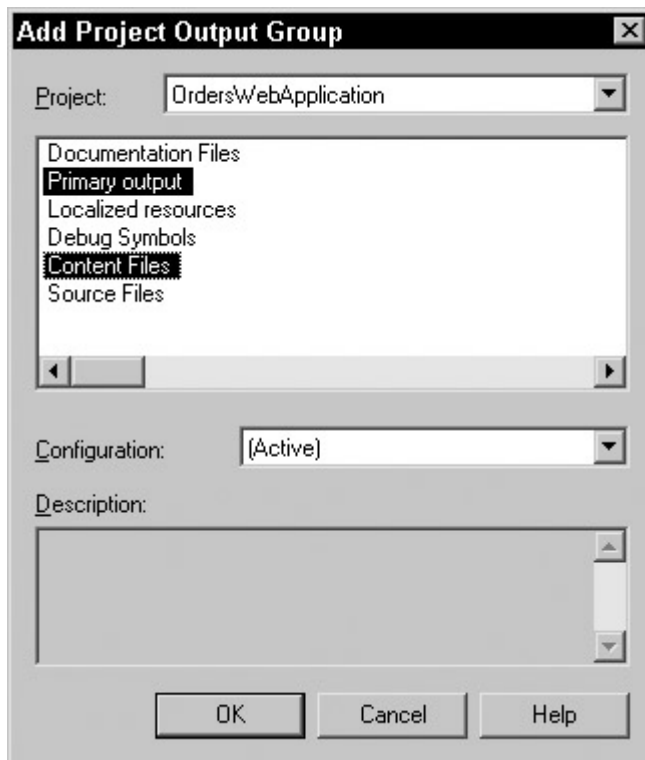 Add Project Output Group
Project: OrdersWebApplication
Documentation Files
Primary output
Localized resources
Debug Symbols
Content Files
Source Files
Configuration: (Active)
Description:
OK Cancel Help